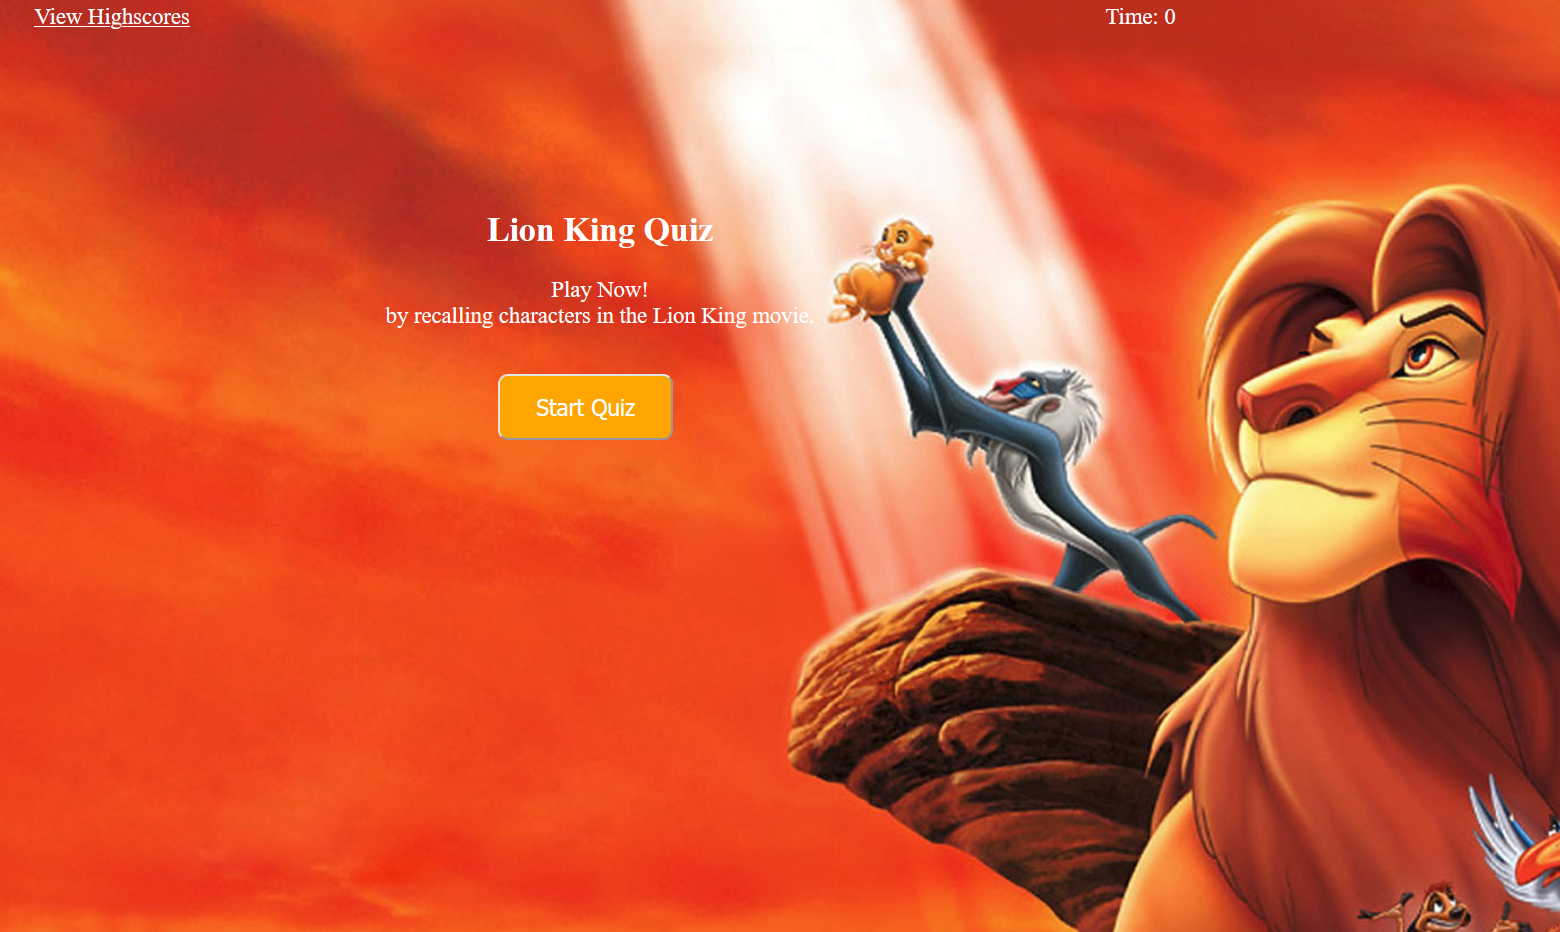 View Highscores
Time: 0
Lion King Quiz
Play Now!
by recalling characters in the Lion King movie.
Start Quiz